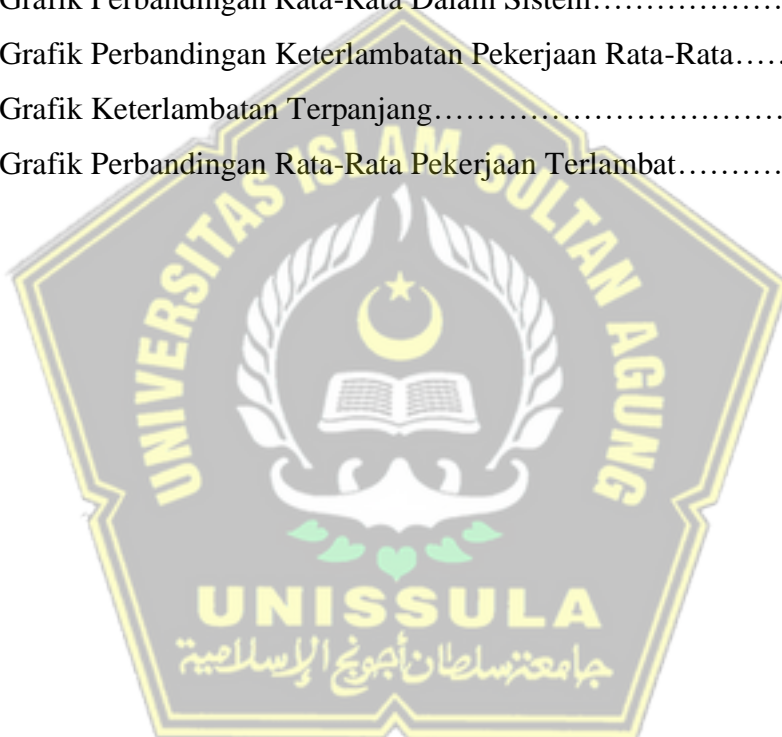 Grafik Perbandingan Rata-Rata Dalam Sistem………………
Grafik Perbandingan Keterlambatan Pekerjaan Rata-Rata……
Grafik Keterlambatan Terpanjang……………………………
Grafik Perbandingan Rata-Rata Pekerjaan Terlambat…………
UNIVERSITAS ISLAM SULTAN AGUNG
UNISSULA
جامعة سلطان أجونج الإسلامية